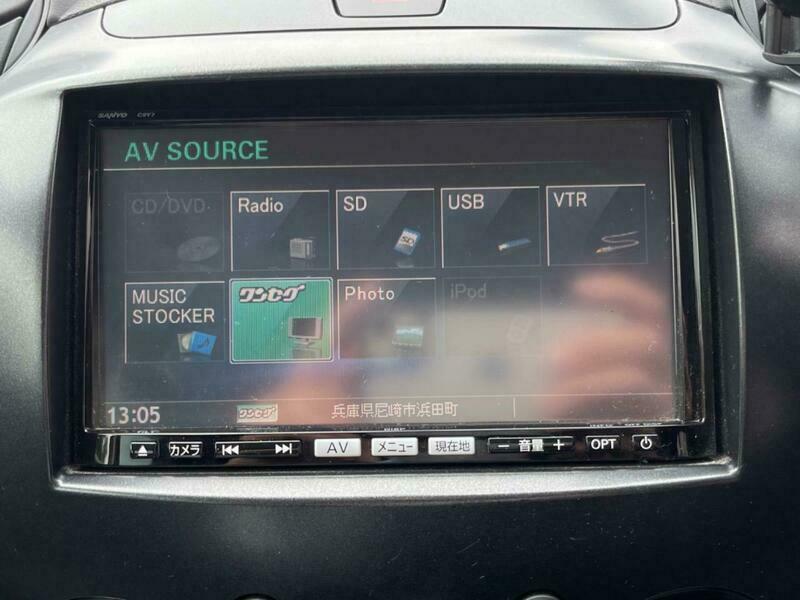 SANYO
AV SOURCE
CD/DVD
Radio
SD
USB
VTR
MUSIC
STOCKER
ワンセグ
Photo
iPod
13:05
ワンセグ
兵庫県尼崎市浜田町
カメラ
AV
メニュー
現在地
− 音量 +
OPT